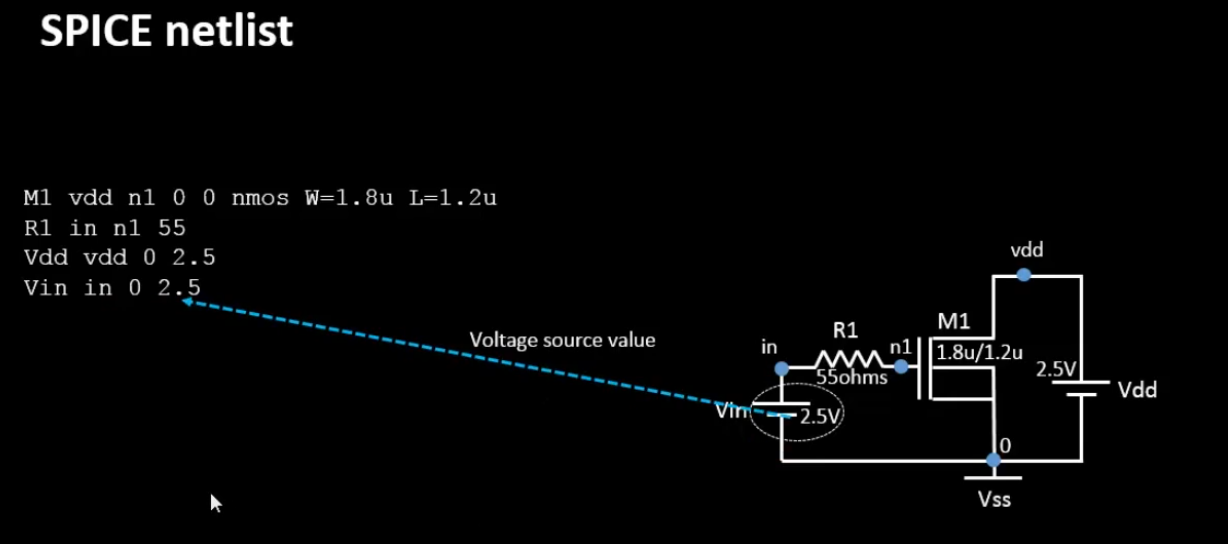 SPICE netlist
M1 vdd n1 0 0 nmos W=1.8u L=1.2u
R1 in n1 55
Vdd vdd 0 2.5
Vin in 0 2.5
Voltage source value
vdd
M1
R1
in
n1
1.8u/1.2u
55ohms
2.5V
Vdd
Vin
2.5V
0
Vss